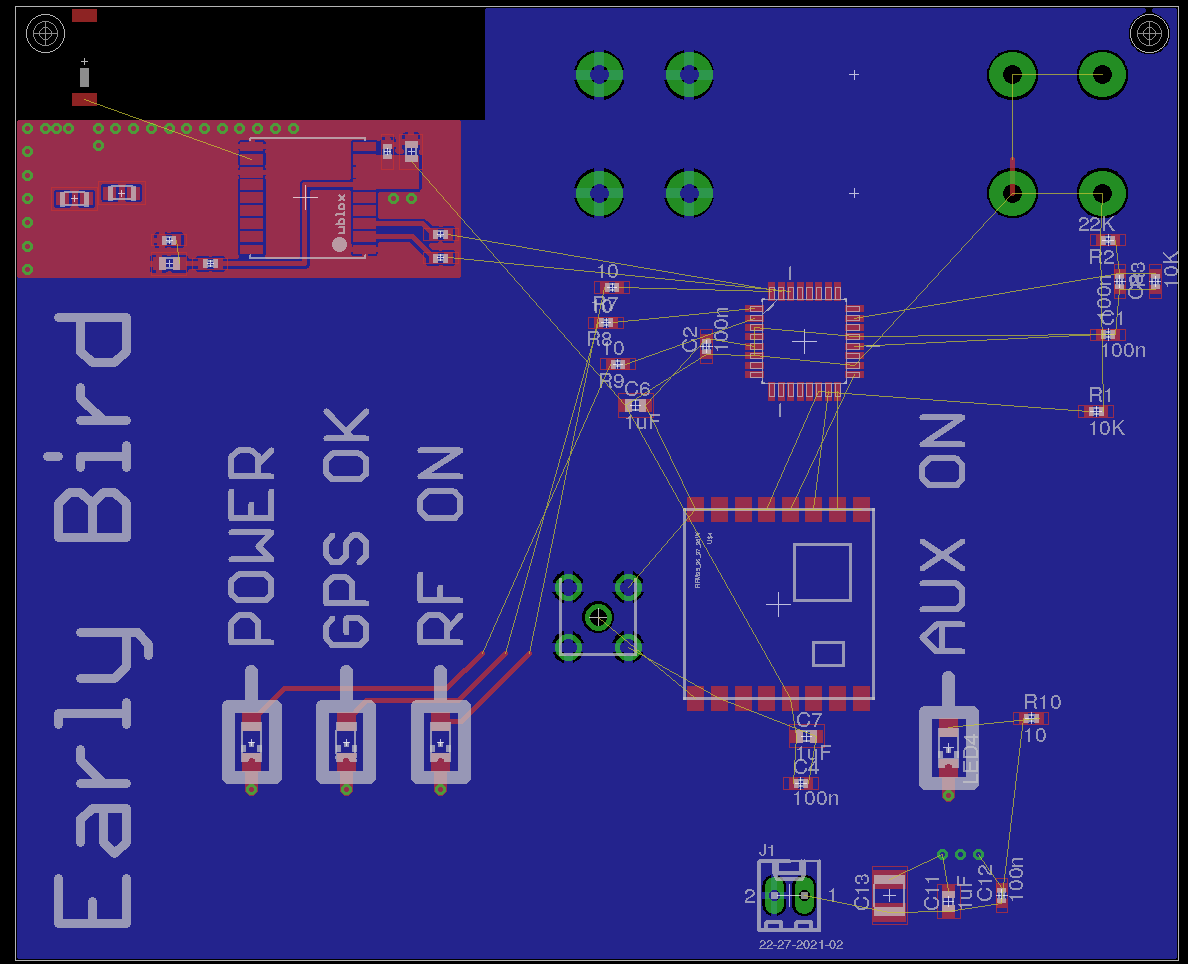 ublox
22K
R2
10K
100n
C1
100n
R1
10K
10
R7
R8
10
R9
C2
100n
C6
1uF
Early Bird
POWER
GPS OK
RF ON
AUX ON
U$4
C7
1uF
C4
100n
LED4
R10
10
J1
2
1
22-27-2021-02
C13
C11
1uF
C12
100n